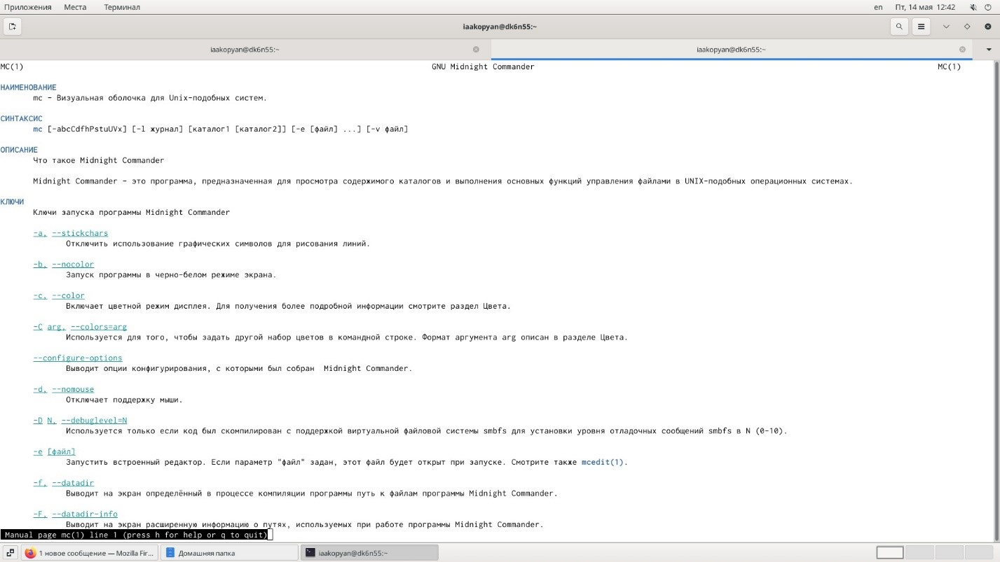 Приложения Места Терминал en Пт, 14 мая 12:42
iaakopyan@dk6n55:~
iaakopyan@dk6n55:~ iaakopyan@dk6n55:~
MC(1) GNU Midnight Commander MC(1)
НАИМЕНОВАНИЕ
mc - Визуальная оболочка для Unix-подобных систем.
СИНТАКСИС
mc [-abcCdfhPstuUVx] [-l журнал] [каталог1 [каталог2]] [-e [файл] ...] [-v файл]
ОПИСАНИЕ
Что такое Midnight Commander
Midnight Commander - это программа, предназначенная для просмотра содержимого каталогов и выполнения основных функций управления файлами в UNIX-подобных операционных системах.
КЛЮЧИ
Ключи запуска программы Midnight Commander
-a, --stickchars
Отключить использование графических символов для рисования линий.
-b, --nocolor
Запуск программы в черно-белом режиме экрана.
-c, --color
Включает цветной режим дисплея. Для получения более подробной информации смотрите раздел Цвета.
-C arg, --colors=arg
Используется для того, чтобы задать другой набор цветов в командной строке. Формат аргумента arg описан в разделе Цвета.
--configure-options
Выводит опции конфигурирования, с которыми был собран  Midnight Commander.
-d, --nomouse
Отключает поддержку мыши.
-D N, --debuglevel=N
Используется только если код был скомпилирован с поддержкой виртуальной файловой системы smbfs для установки уровня отладочных сообщений smbfs в N (0-10).
-e [файл]
Запустить встроенный редактор. Если параметр "файл" задан, этот файл будет открыт при запуске. Смотрите также mcedit(1).
-f, --datadir
Выводит на экран определённый в процессе компиляции программы путь к файлам программы Midnight Commander.
-F, --datadir-info
Выводит на экран расширенную информацию о путях, используемых при работе программы Midnight Commander.
Manual page mc(1) line 1 (press h for help or q to quit)
1 новое сообщение — Mozilla Fir... Домашняя папка iaakopyan@dk6n55:~